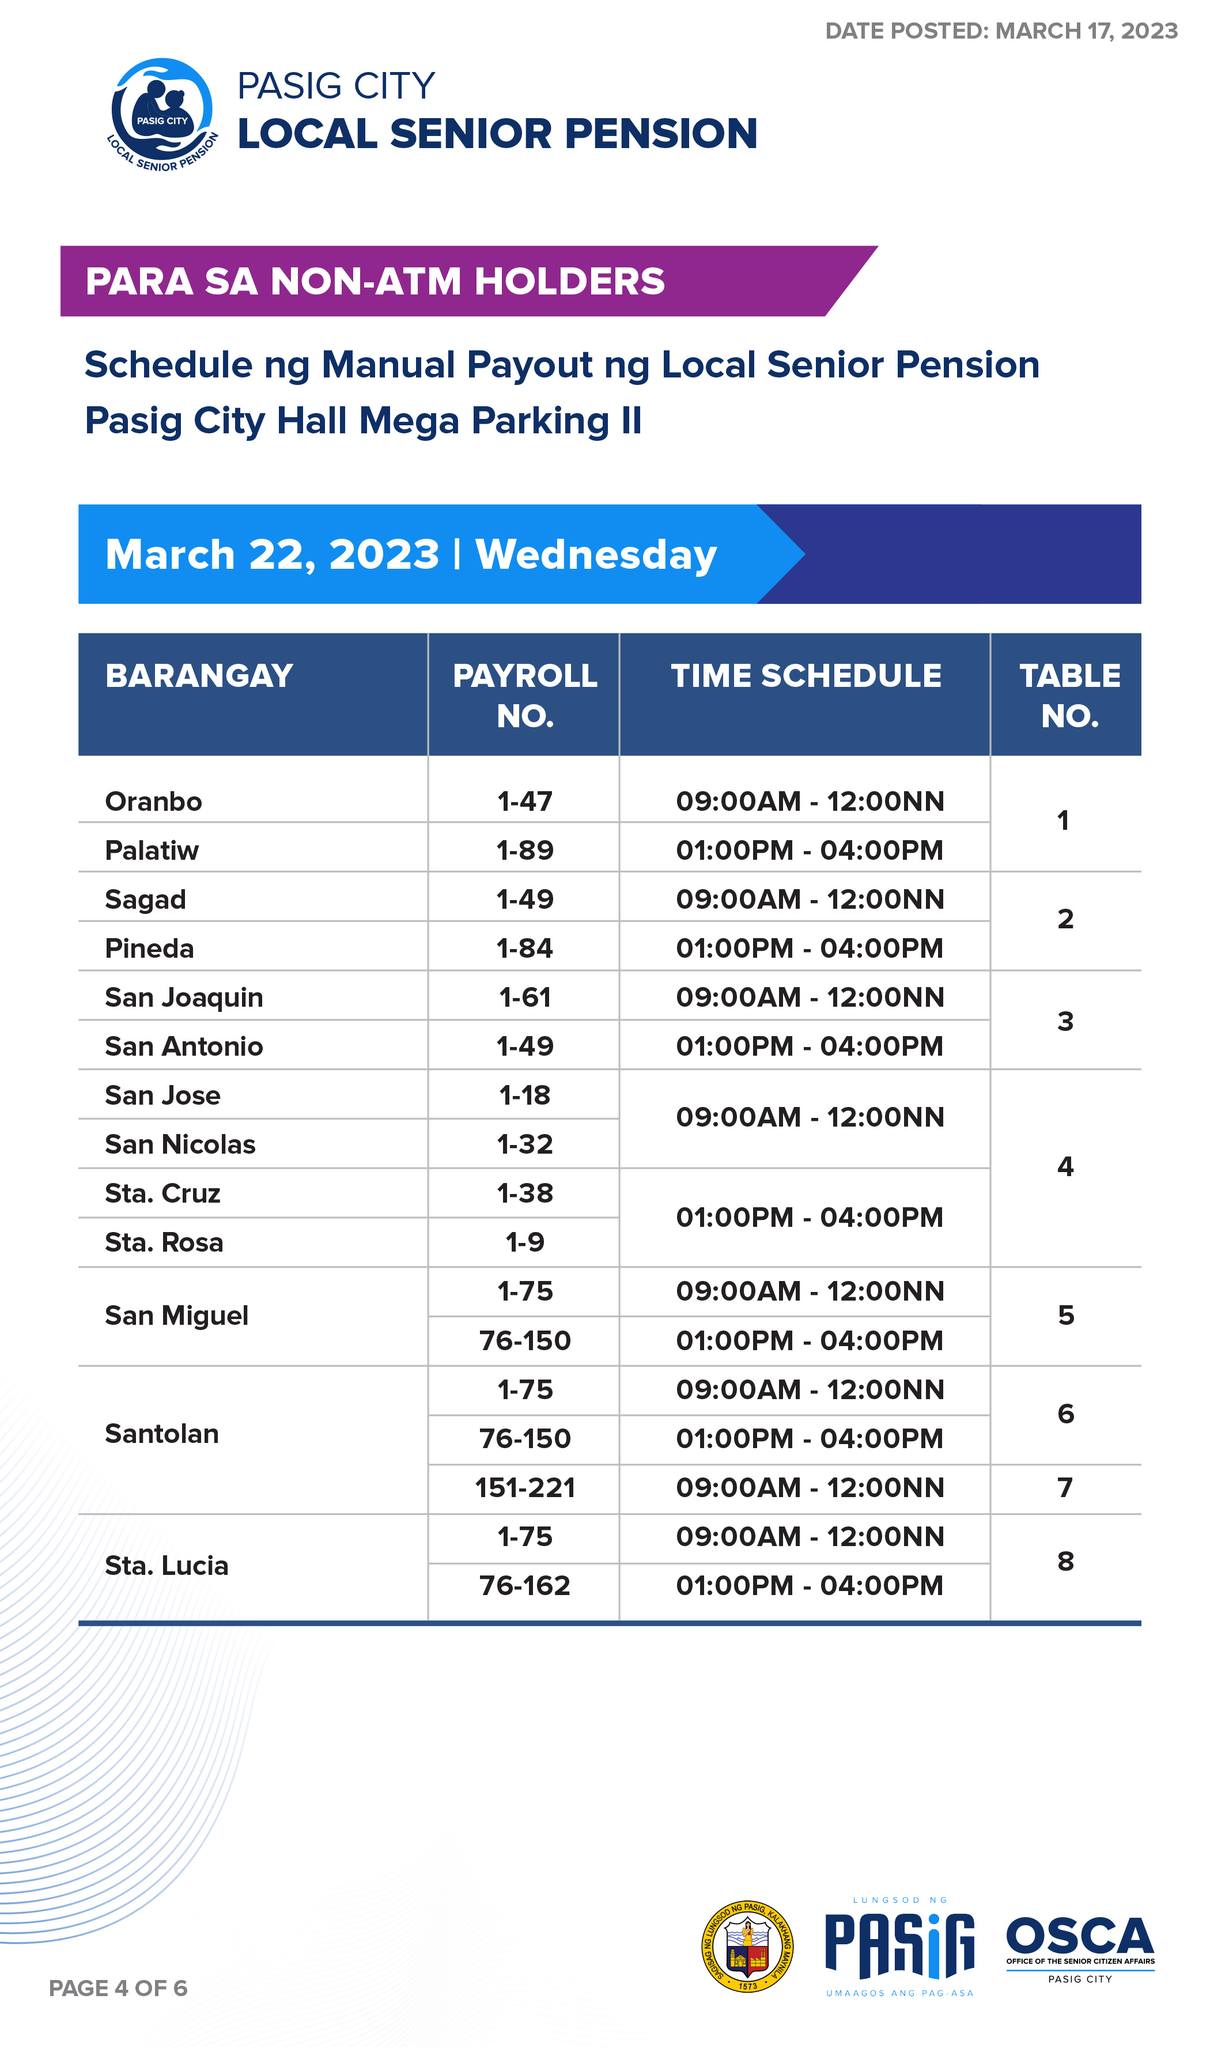 DATE POSTED: MARCH 17, 2023
PASIG CITY
LOCAL SENIOR PENSION
PASIG CITY
LOCAL SENIOR PENSION
PARA SA NON-ATM HOLDERS
Schedule ng Manual Payout ng Local Senior Pension
Pasig City Hall Mega Parking II
March 22, 2023 | Wednesday
BARANGAY PAYROLL NO. TIME SCHEDULE TABLE NO.
Oranbo 1-47 09:00AM - 12:00NN 1
Palatiw 1-89 01:00PM - 04:00PM
Sagad 1-49 09:00AM - 12:00NN 2
Pineda 1-84 01:00PM - 04:00PM
San Joaquin 1-61 09:00AM - 12:00NN 3
San Antonio 1-49 01:00PM - 04:00PM
San Jose 1-18 09:00AM - 12:00NN 4
San Nicolas 1-32
Sta. Cruz 1-38 01:00PM - 04:00PM
Sta. Rosa 1-9
San Miguel 1-75 09:00AM - 12:00NN 5
76-150 01:00PM - 04:00PM
Santolan 1-75 09:00AM - 12:00NN 6
76-150 01:00PM - 04:00PM
151-221 09:00AM - 12:00NN 7
Sta. Lucia 1-75 09:00AM - 12:00NN 8
76-162 01:00PM - 04:00PM
SAGISAG NG LUNGSOD NG PASIG, KALAKHANG MAYNILA
1573
LUNGSOD NG
PASiG
UMAAGOS ANG PAG-ASA
OSCA
OFFICE OF THE SENIOR CITIZEN AFFAIRS
PASIG CITY
PAGE 4 OF 6